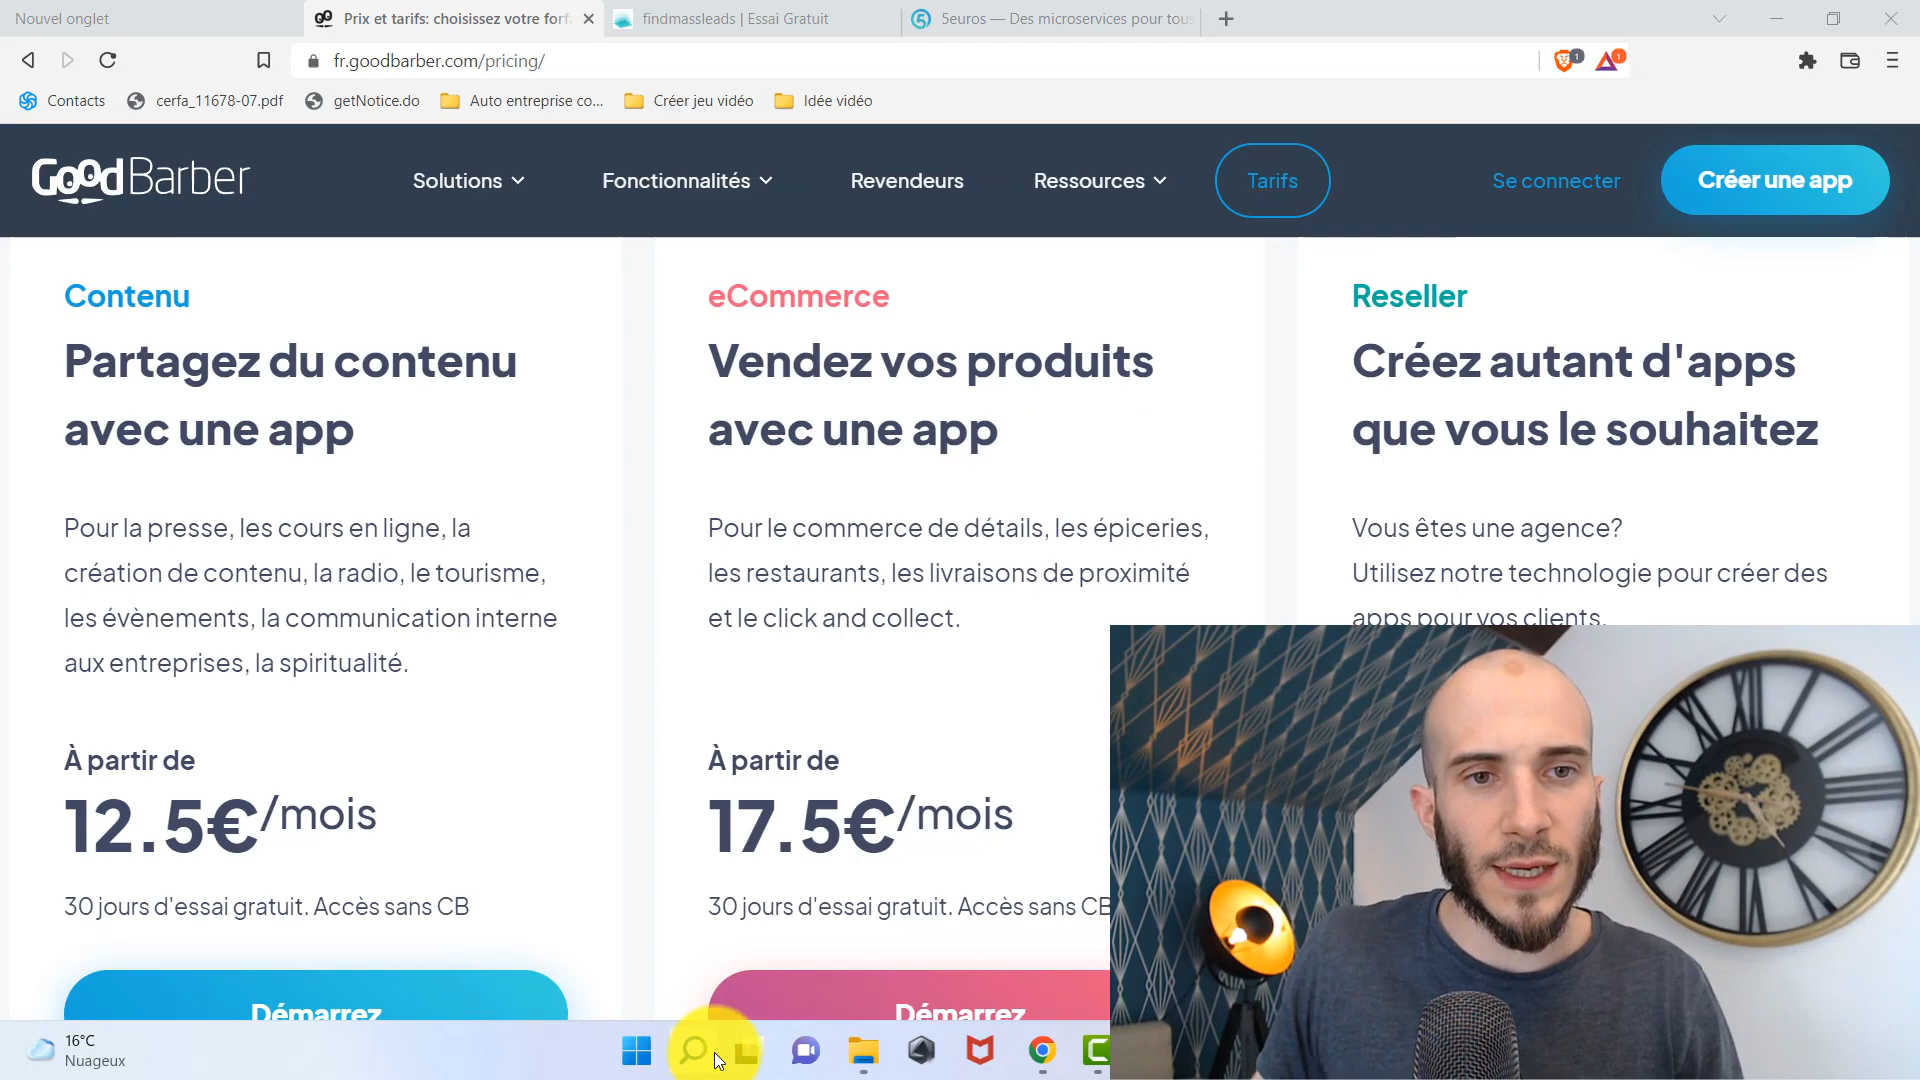 Nouvel onglet
Prix et tarifs: choisissez votre forf
findmassleads | Essai Gratuit
5euros — Des microservices pour tous
fr.goodbarber.com/pricing/
1
1
Contacts
cerfa_11678-07.pdf
getNotice.do
Auto entreprise co...
Créer jeu vidéo
Idée vidéo
GoodBarber
Solutions
Fonctionnalités
Revendeurs
Ressources
Tarifs
Se connecter
Créer une app
Contenu
Partagez du contenu
avec une app
Pour la presse, les cours en ligne, la
création de contenu, la radio, le tourisme,
les évènements, la communication interne
aux entreprises, la spiritualité.
À partir de
12.5€/mois
30 jours d'essai gratuit. Accès sans CB
Démarrez
eCommerce
Vendez vos produits
avec une app
Pour le commerce de détails, les épiceries,
les restaurants, les livraisons de proximité
et le click and collect.
À partir de
17.5€/mois
30 jours d'essai gratuit. Accès sans CB
Démarrez
Reseller
Créez autant d'apps
que vous le souhaitez
Vous êtes une agence?
Utilisez notre technologie pour créer des
apps pour vos clients.
16°C
Nuageux